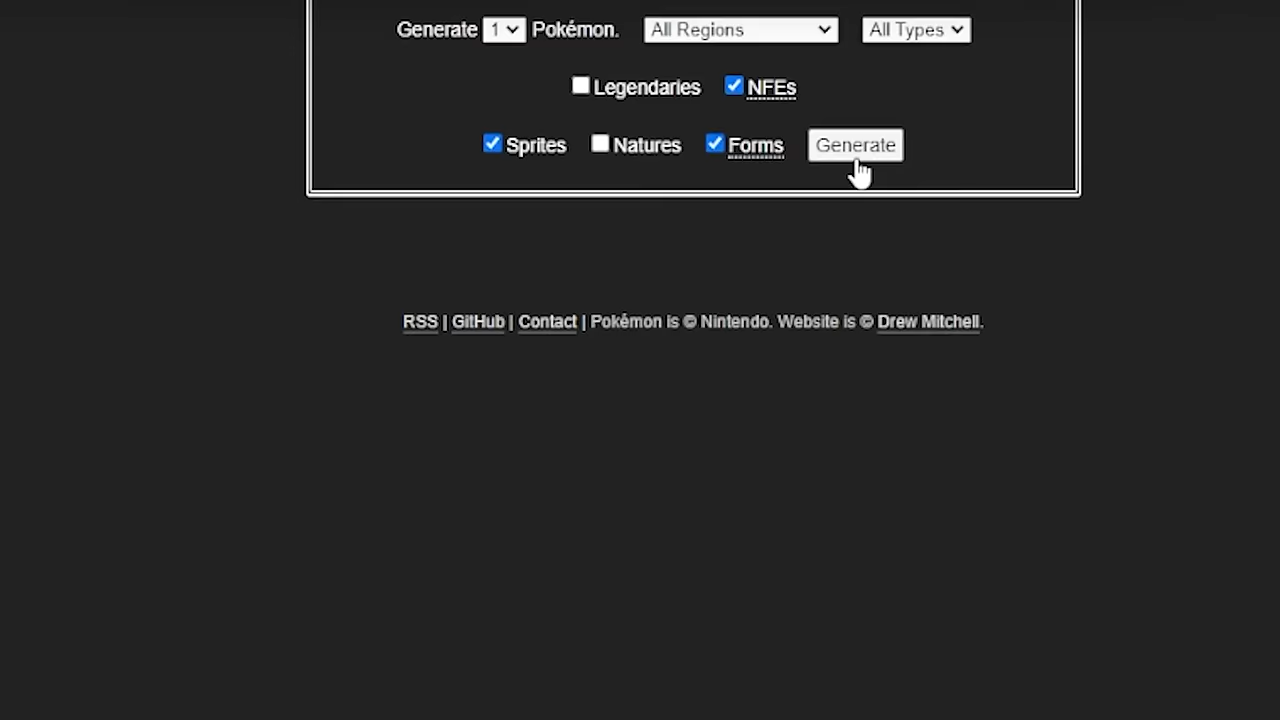 Generate 1 Pokémon. All Regions All Types
Legendaries NFEs
Sprites Natures Forms Generate
RSS | GitHub | Contact | Pokémon is © Nintendo. Website is © Drew Mitchell.